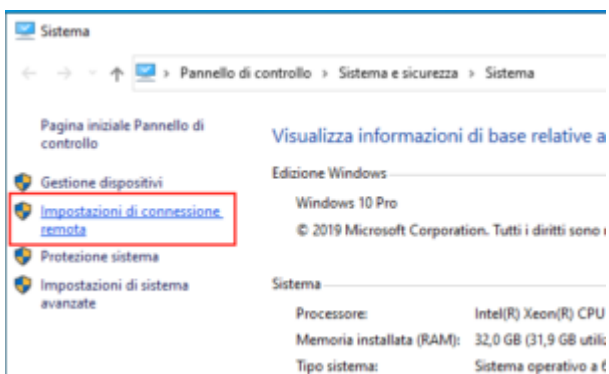 Sistema
Pannello di controllo > Sistema e sicurezza > Sistema
Pagina iniziale Pannello di
controllo
Gestione dispositivi
Impostazioni di connessione
remota
Protezione sistema
Impostazioni di sistema
avanzate
Visualizza informazioni di base relative a
Edizione Windows
Windows 10 Pro
© 2019 Microsoft Corporation. Tutti i diritti sono
Sistema
Processore: Intel(R) Xeon(R) CPU
Memoria installata (RAM): 32,0 GB (31,9 GB
Tipo sistema: Sistema operativo a